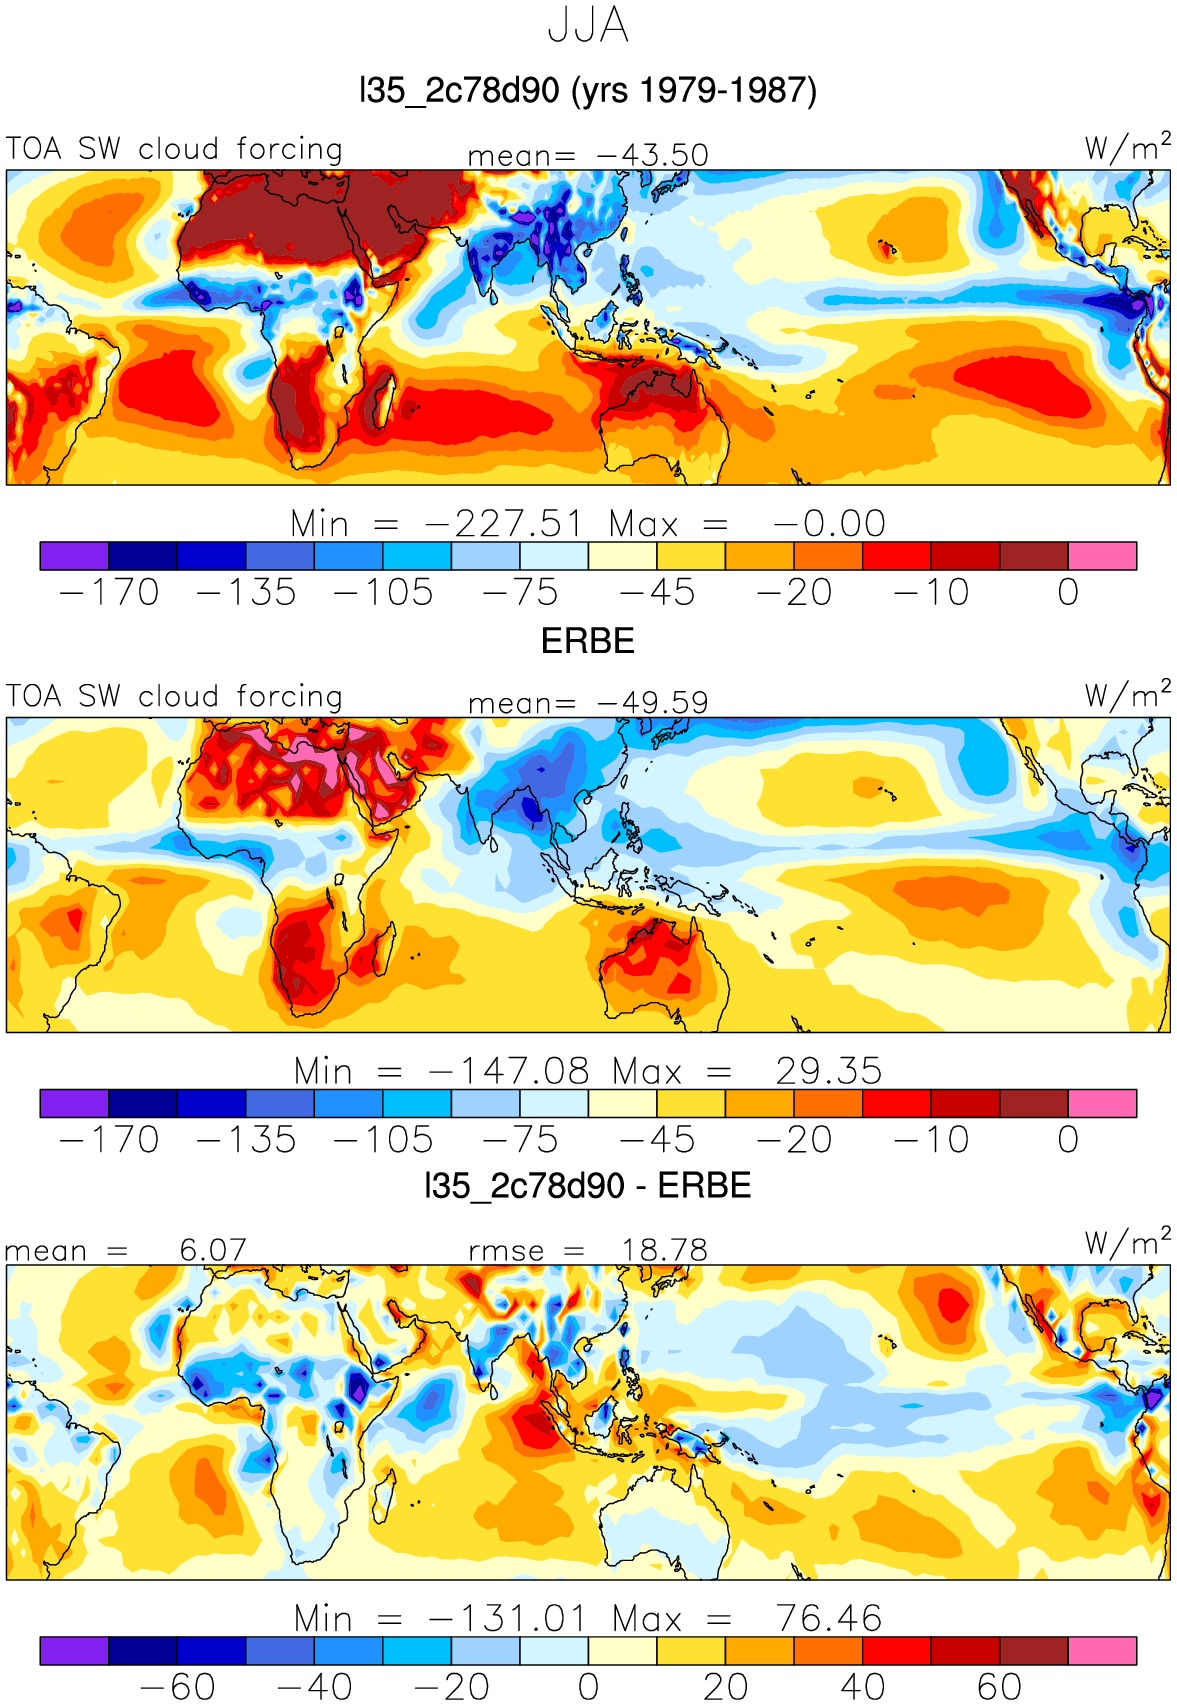 JJA
l35_2c78d90 (yrs 1979-1987)
TOA SW cloud forcing mean= −43.50 W/m²
Min = −227.51 Max = −0.00
−170 −135 −105 −75 −45 −20 −10 0
ERBE
TOA SW cloud forcing mean= −49.59 W/m²
Min = −147.08 Max = 29.35
−170 −135 −105 −75 −45 −20 −10 0
l35_2c78d90 - ERBE
mean = 6.07 rmse = 18.78 W/m²
Min = −131.01 Max = 76.46
−60 −40 −20 0 20 40 60